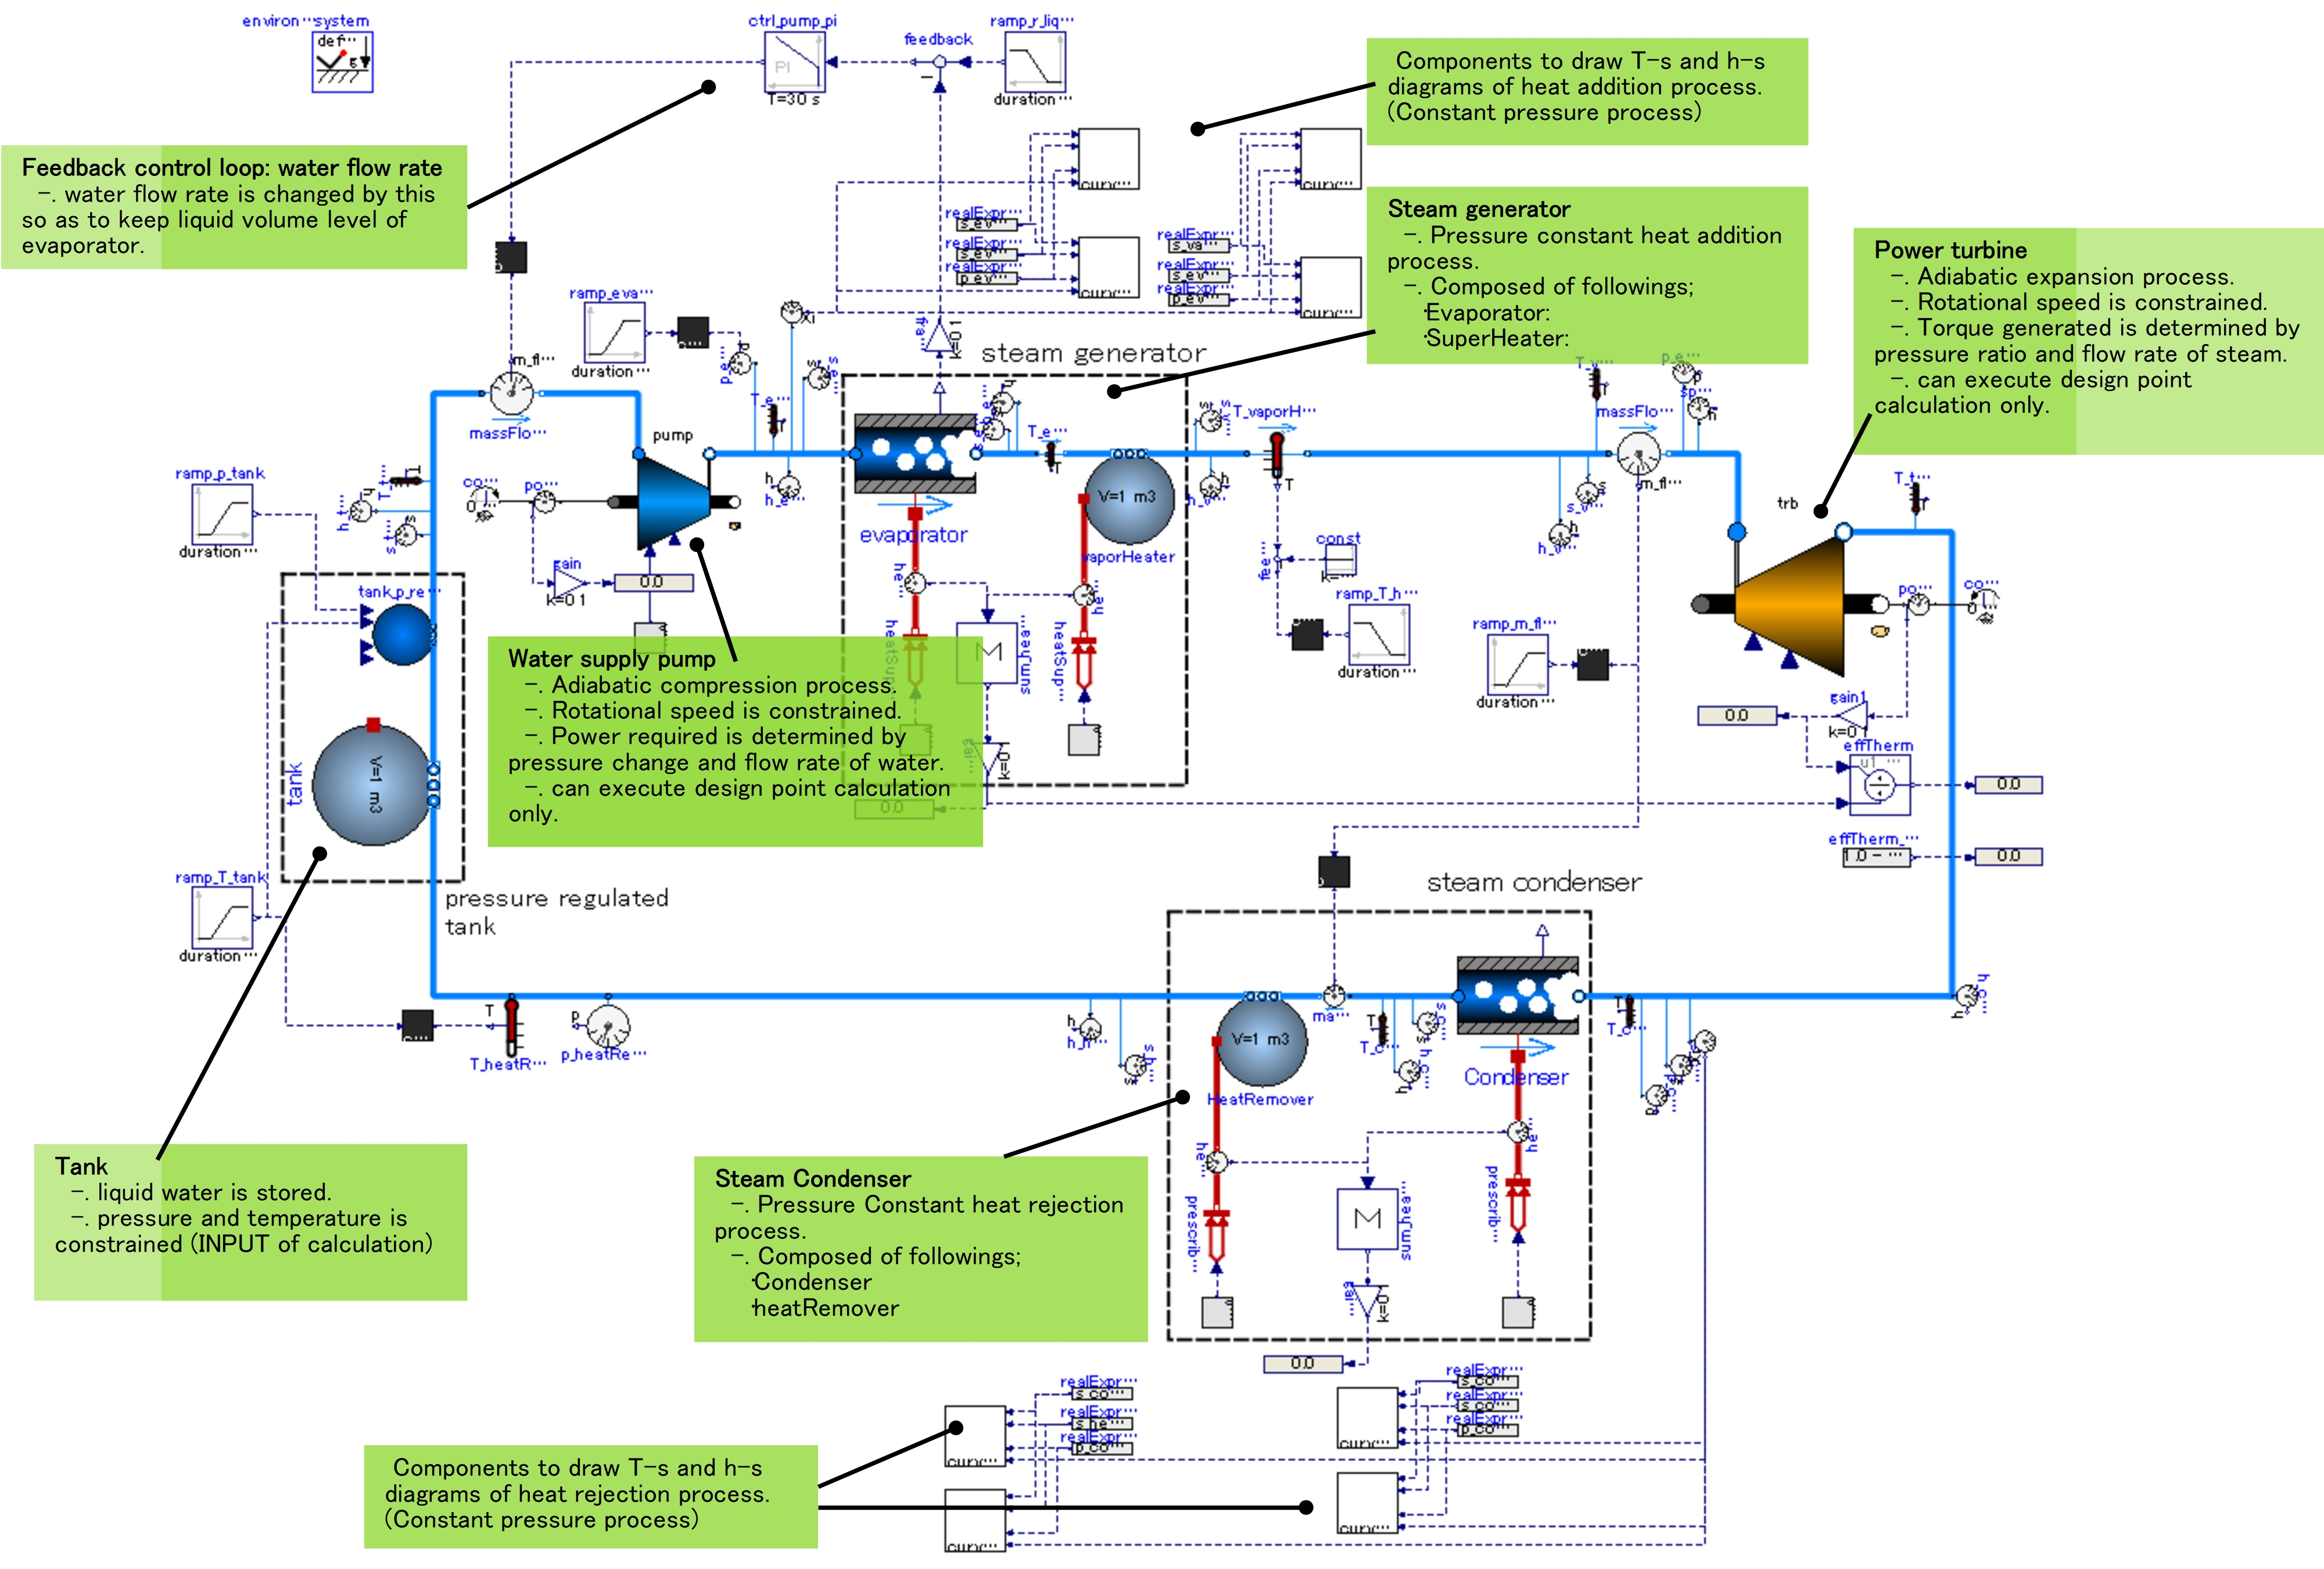 environ…system
def…
g
ctrl_pump_pi
PI
T=30 s
feedback
ramp_r_liq…
duration …
Components to draw T-s and h-s
diagrams of heat addition process.
(Constant pressure process)
Feedback control loop: water flow rate
-. water flow rate is changed by this
so as to keep liquid volume level of
evaporator.
Steam generator
-. Pressure constant heat addition
process.
-. Composed of followings;
·Evaporator:
·SuperHeater:
Power turbine
-. Adiabatic expansion process.
-. Rotational speed is constrained.
-. Torque generated is determined by
pressure ratio and flow rate of steam.
-. can execute design point
calculation only.
realExpr…
s_ev…
realExpr…
s_ev…
realExpr…
p_ev…
realExpr…
s_va…
realExpr…
s_ev…
realExpr…
p_ev…
ramp_eva…
duration …
m_fl…
massFlo…
pump
steam generator
T_e…
T_vaporH…
massFlo…
m_fl…
evaporator
V=1 m3
vaporHeater
ramp_p_tank
duration …
co…
po…
gain
k=0.1
0.0
const
k=…
ramp_T_h…
duration …
ramp_m_fl…
duration …
trb
T_t…
po…
co…
gain1
k=0.1
0.0
effTherm
u1 …
0.0
effTherm_…
1.0 - …
0.0
tank_p_re…
tank
V=1 m3
pressure regulated
tank
ramp_T_tank
duration …
Water supply pump
-. Adiabatic compression process.
-. Rotational speed is constrained.
-. Power required is determined by
pressure change and flow rate of water.
-. can execute design point calculation
only.
heatSup…
M
sum_hea…
heatSup…
0.0
steam condenser
T
T_heatR…
p
p_heatRe…
V=1 m3
HeatRemover
ma…
Condenser
prescrib…
M
sum_hea…
prescrib…
0.0
Tank
-. liquid water is stored.
-. pressure and temperature is
constrained (INPUT of calculation)
Steam Condenser
-. Pressure Constant heat rejection
process.
-. Composed of followings;
·Condenser
·heatRemover
realExpr…
s_co…
realExpr…
s_he…
realExpr…
p_co…
realExpr…
s_co…
realExpr…
s_co…
realExpr…
p_co…
Components to draw T-s and h-s
diagrams of heat rejection process.
(Constant pressure process)